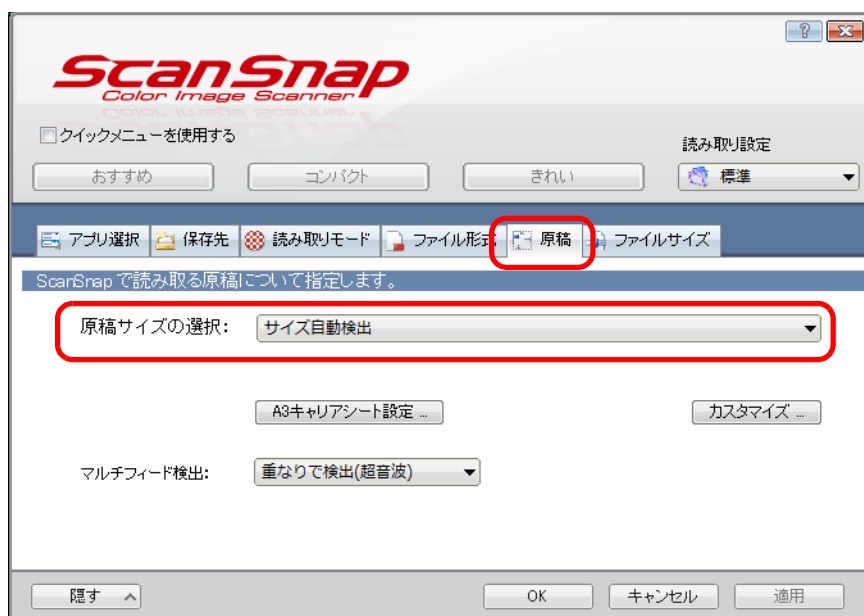 ScanSnap
Color Image Scanner
クイックメニューを使用する
読み取り設定
おすすめ コンパクト きれい 標準
アプリ選択 保存先 読み取りモード ファイル形式 原稿 ファイルサイズ
ScanSnap で読み取る原稿について指定します。
原稿サイズの選択: サイズ自動検出
A3キャリアシート設定 ... カスタマイズ ...
マルチフィード検出: 重なりで検出(超音波)
隠す OK キャンセル 適用